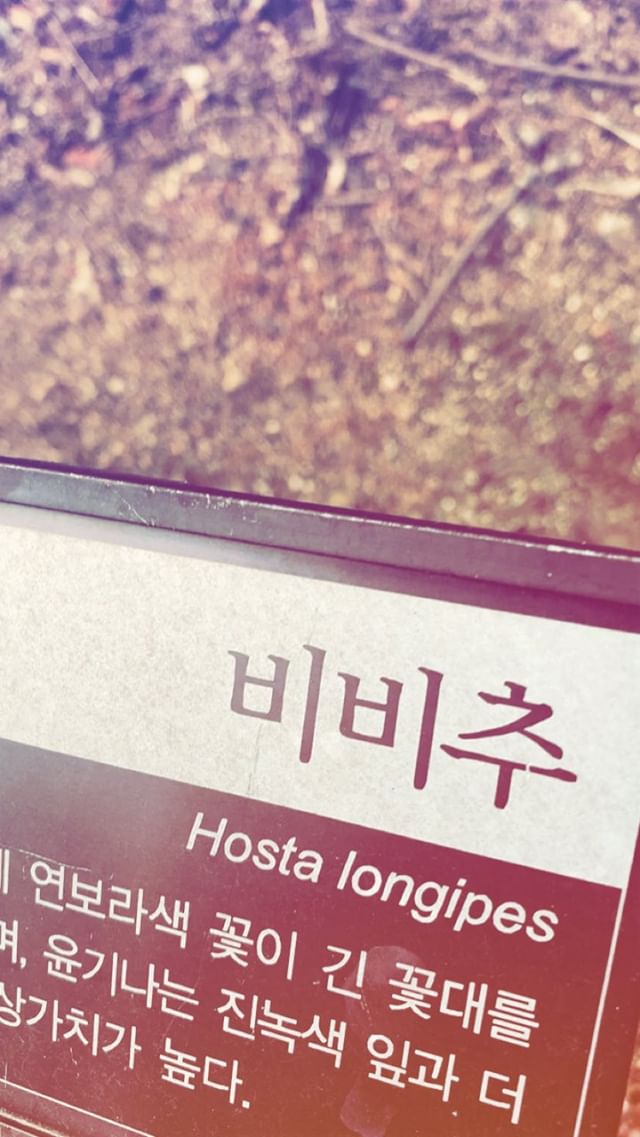 비비추
Hosta longipes
연보라색 꽃이 긴 꽃대를
며, 윤기나는 진녹색 잎과 더
상가치가 높다.